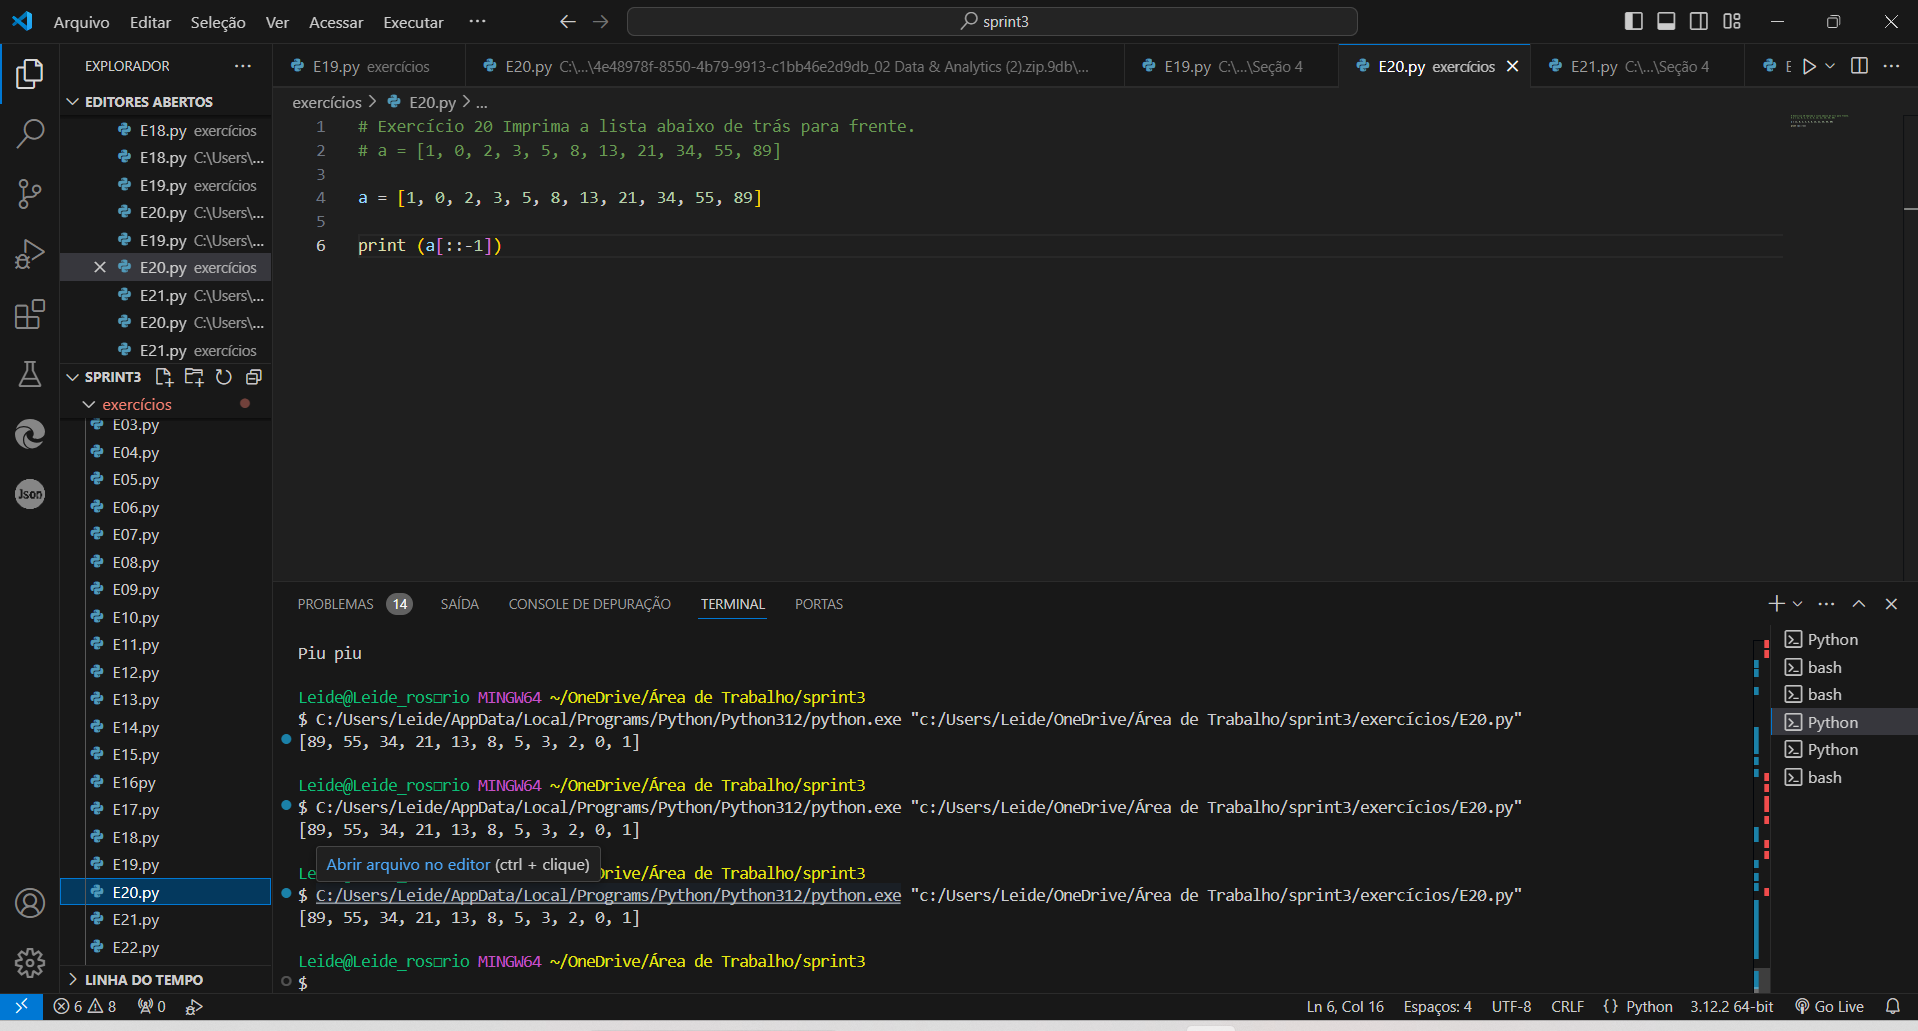 Arquivo Editar Seleção Ver Acessar Executar ··· sprint3
EXPLORADOR ···
EDITORES ABERTOS
E18.py exercícios
E18.py C:\Users\...
E19.py exercícios
E20.py C:\Users\...
E19.py C:\Users\...
E20.py exercícios
E21.py C:\Users\...
E20.py C:\Users\...
E21.py exercícios
SPRINT3
exercícios
E03.py
E04.py
E05.py
E06.py
E07.py
E08.py
E09.py
E10.py
E11.py
E12.py
E13.py
E14.py
E15.py
E16py
E17.py
E18.py
E19.py
E20.py
E21.py
E22.py
LINHA DO TEMPO
Json
E19.py exercícios E20.py C:\...\4e48978f-8550-4b79-9913-c1bb46e2d9db_02 Data & Analytics (2).zip.9db\... E19.py C:\...\Seção 4 E20.py exercícios E21.py C:\...\Seção 4 E
exercícios > E20.py > ...
1 # Exercício 20 Imprima a lista abaixo de trás para frente.
2 # a = [1, 0, 2, 3, 5, 8, 13, 21, 34, 55, 89]
3
4 a = [1, 0, 2, 3, 5, 8, 13, 21, 34, 55, 89]
5
6 print (a[::-1])
PROBLEMAS 14 SAÍDA CONSOLE DE DEPURAÇÃO TERMINAL PORTAS
Piu piu
Leide@Leide_ros□rio MINGW64 ~/OneDrive/Área de Trabalho/sprint3
$ C:/Users/Leide/AppData/Local/Programs/Python/Python312/python.exe "c:/Users/Leide/OneDrive/Área de Trabalho/sprint3/exercícios/E20.py"
[89, 55, 34, 21, 13, 8, 5, 3, 2, 0, 1]
Leide@Leide_ros□rio MINGW64 ~/OneDrive/Área de Trabalho/sprint3
$ C:/Users/Leide/AppData/Local/Programs/Python/Python312/python.exe "c:/Users/Leide/OneDrive/Área de Trabalho/sprint3/exercícios/E20.py"
[89, 55, 34, 21, 13, 8, 5, 3, 2, 0, 1]
Abrir arquivo no editor (ctrl + clique)
Le rive/Área de Trabalho/sprint3
$ C:/Users/Leide/AppData/Local/Programs/Python/Python312/python.exe "c:/Users/Leide/OneDrive/Área de Trabalho/sprint3/exercícios/E20.py"
[89, 55, 34, 21, 13, 8, 5, 3, 2, 0, 1]
Leide@Leide_ros□rio MINGW64 ~/OneDrive/Área de Trabalho/sprint3
$
Python
bash
bash
Python
Python
bash
6 8 0 Ln 6, Col 16 Espaços: 4 UTF-8 CRLF {} Python 3.12.2 64-bit Go Live